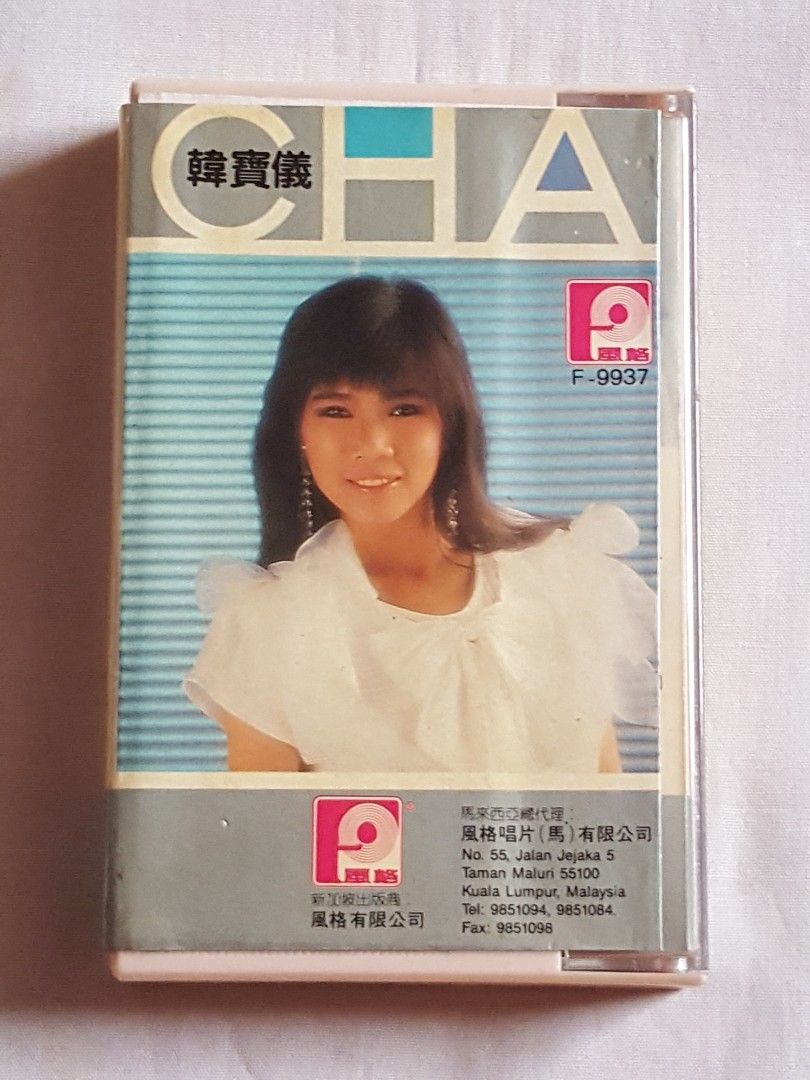 CHA
韓寶儀
風格
F-9937
風格
新加坡出版商:
風格有限公司
馬來西亞總代理:
風格唱片(馬)有限公司
No. 55, Jalan Jejaka 5
Taman Maluri 55100
Kuala Lumpur, Malaysia
Tel: 9851094, 9851084.
Fax: 9851098